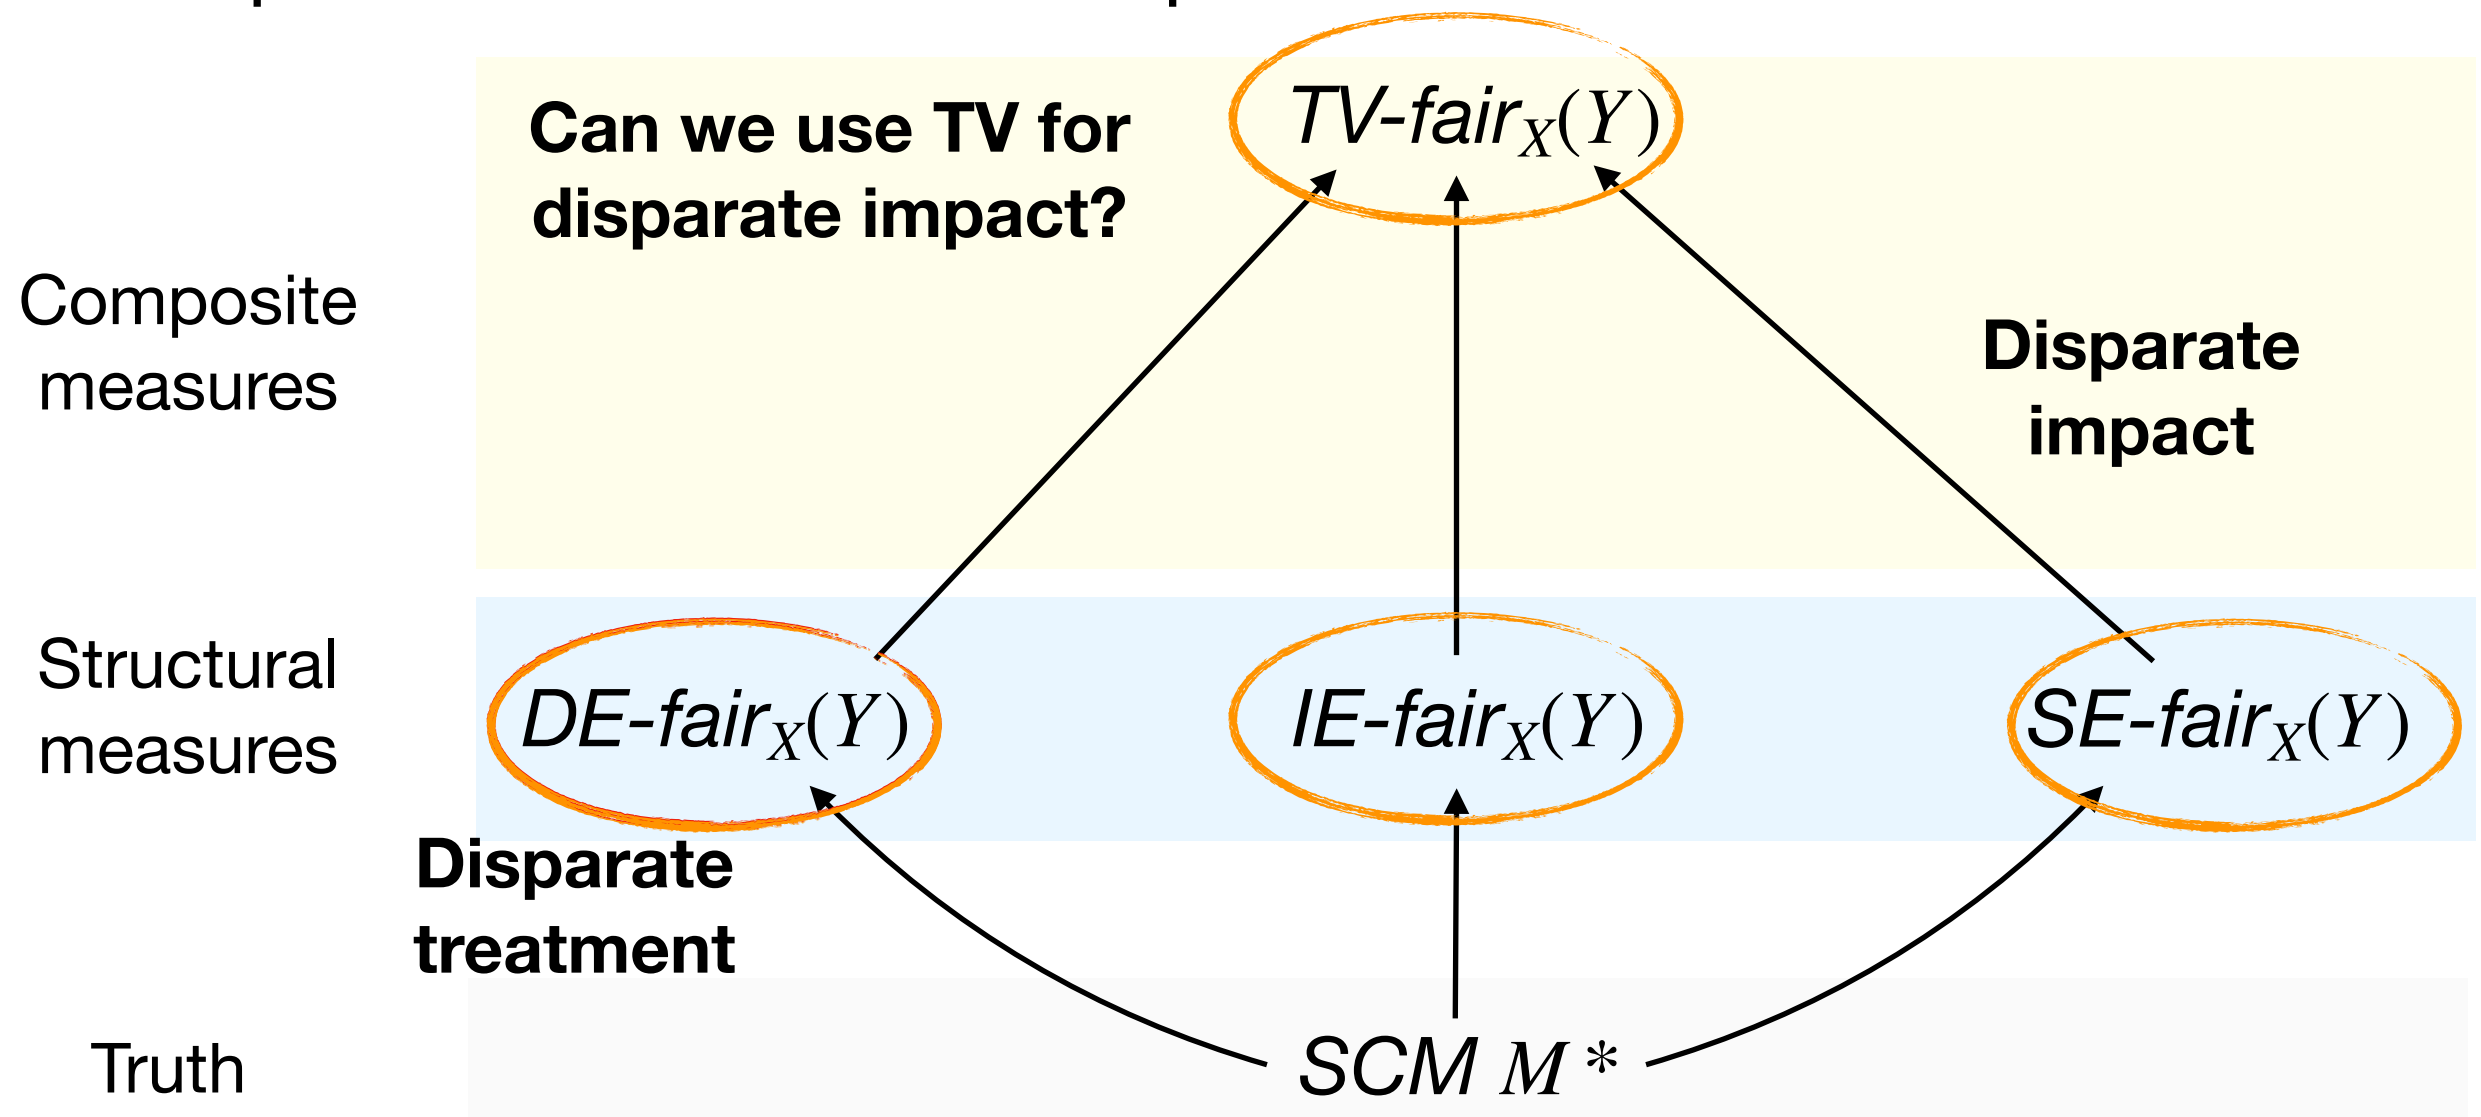 TV-fair_X(Y)
Can we use TV for
disparate impact?
Composite
measures
Disparate
impact
Structural
measures
DE-fair_X(Y)
IE-fair_X(Y)
SE-fair_X(Y)
Disparate
treatment
Truth
SCM M *